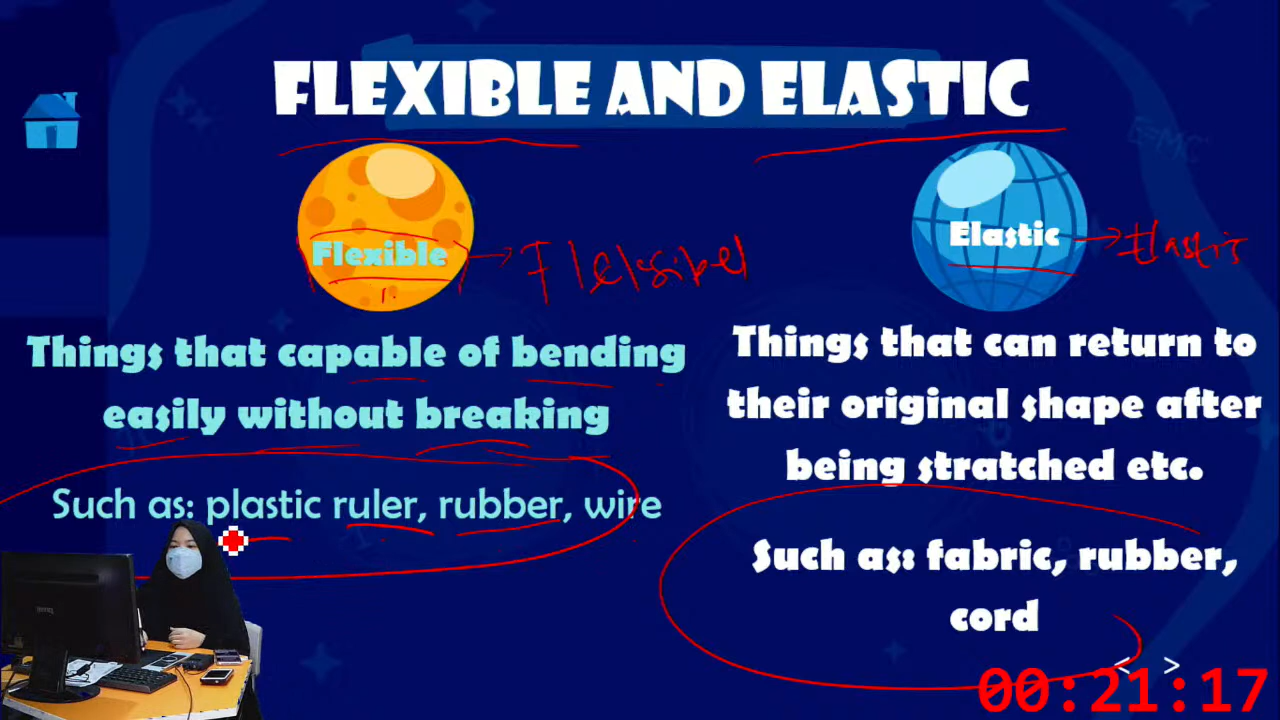 FLEXIBLE AND ELASTIC
E=MC²
Flexible
Flelsibel
Elastic
Elastis
Things that capable of bending
easily without breaking
Such as: plastic ruler, rubber, wire
Things that can return to
their original shape after
being stratched etc.
Such as: fabric, rubber,
cord
< >
00:21:17
BenQ